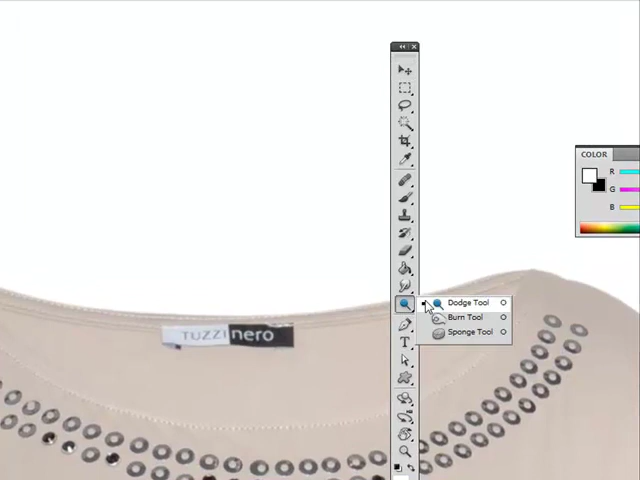 COLOR
R
G
B
Dodge Tool O
Burn Tool O
Sponge Tool O
TUZZI nero